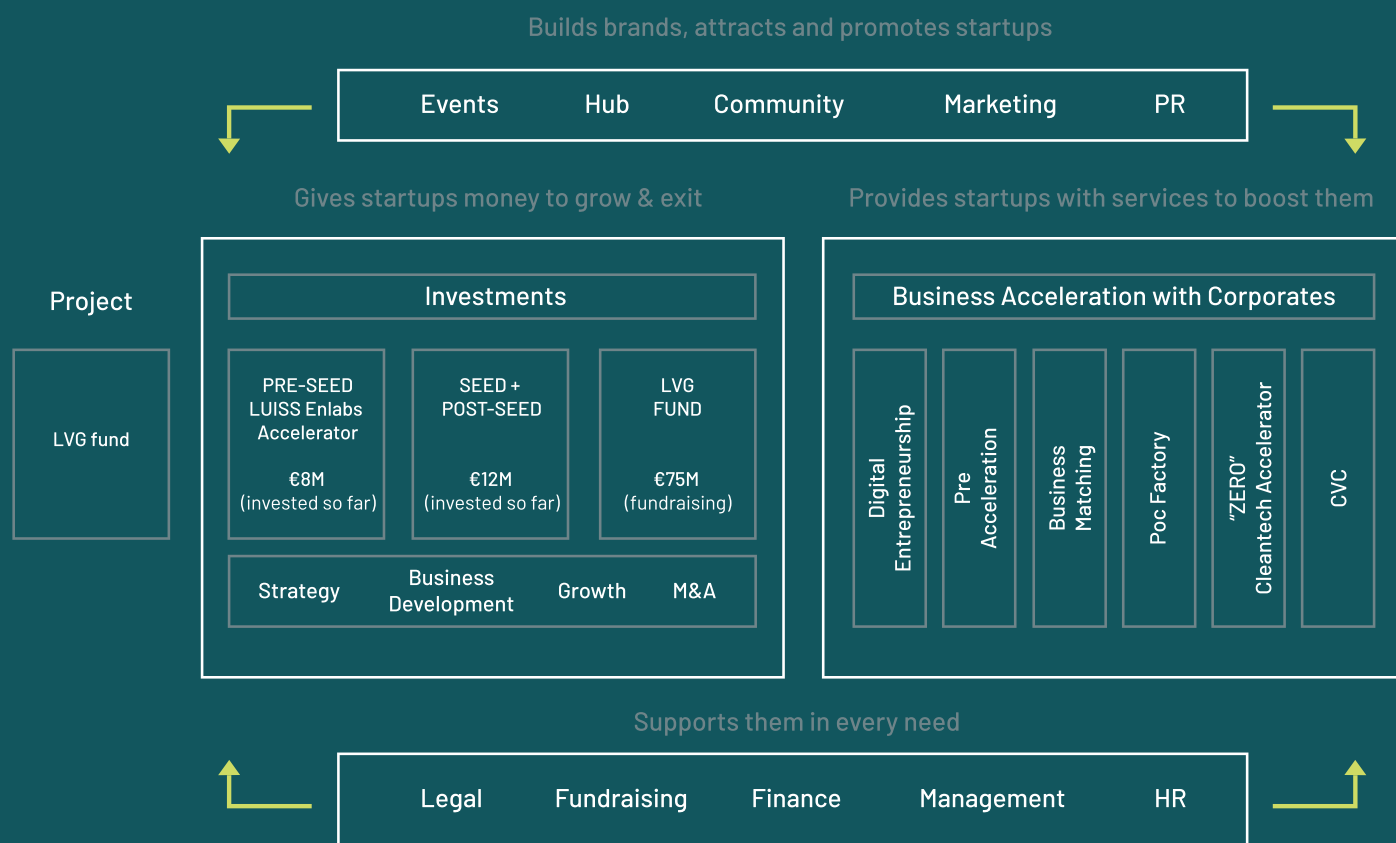 Builds brands, attracts and promotes startups
Events Hub Community Marketing PR
Gives startups money to grow & exit
Provides startups with services to boost them
Project
LVG fund
Investments
PRE-SEED
LUISS Enlabs
Accelerator
€8M
(invested so far)
SEED +
POST-SEED
€12M
(invested so far)
LVG
FUND
€75M
(fundraising)
Strategy
Business
Development
Growth
M&A
Business Acceleration with Corporates
Digital
Entrepreneurship
Pre
Acceleration
Business
Matching
Poc Factory
“ZERO”
Cleantech Accelerator
CVC
Supports them in every need
Legal Fundraising Finance Management HR